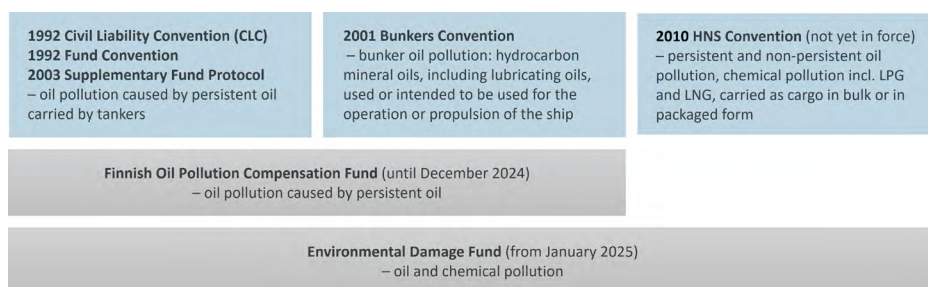 1992 Civil Liability Convention (CLC)
1992 Fund Convention
2003 Supplementary Fund Protocol
– oil pollution caused by persistent oil
carried by tankers
2001 Bunkers Convention
– bunker oil pollution: hydrocarbon
mineral oils, including lubricating oils,
used or intended to be used for the
operation or propulsion of the ship
2010 HNS Convention (not yet in force)
– persistent and non-persistent oil
pollution, chemical pollution incl. LPG
and LNG, carried as cargo in bulk or in
packaged form
Finnish Oil Pollution Compensation Fund (until December 2024)
– oil pollution caused by persistent oil
Environmental Damage Fund (from January 2025)
– oil and chemical pollution